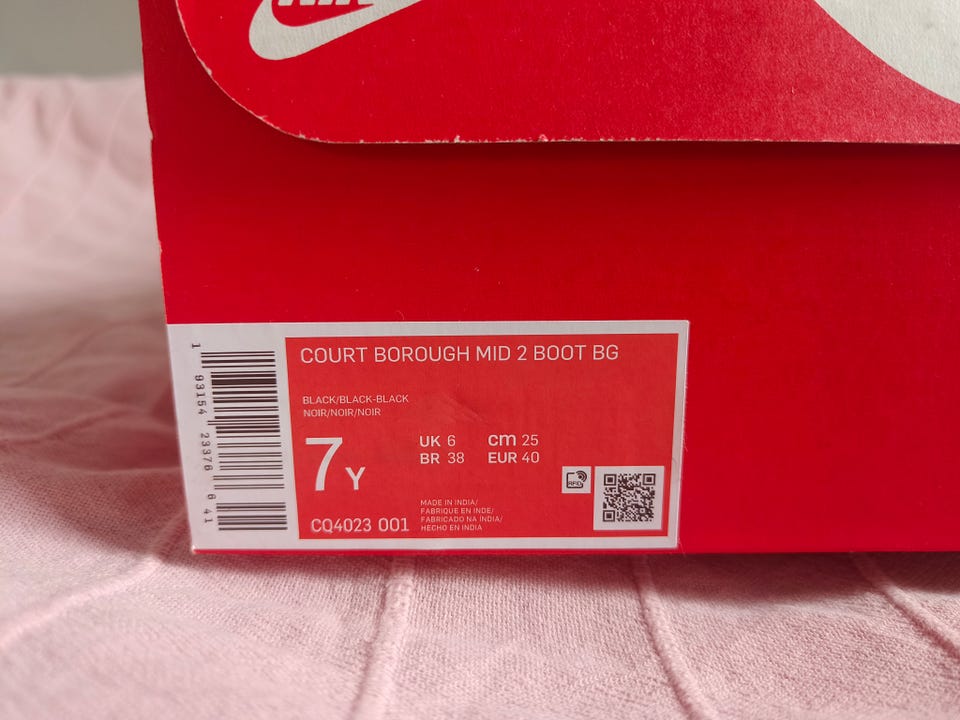 COURT BOROUGH MID 2 BOOT BG
BLACK/BLACK-BLACK
NOIR/NOIR/NOIR
7Y
UK 6 cm 25
BR 38 EUR 40
RFID
MADE IN INDIA/
FABRIQUE EN INDE/
FABRICADO NA INDIA/
HECHO EN INDIA
CQ4023 001
1 93154 23376 6 41